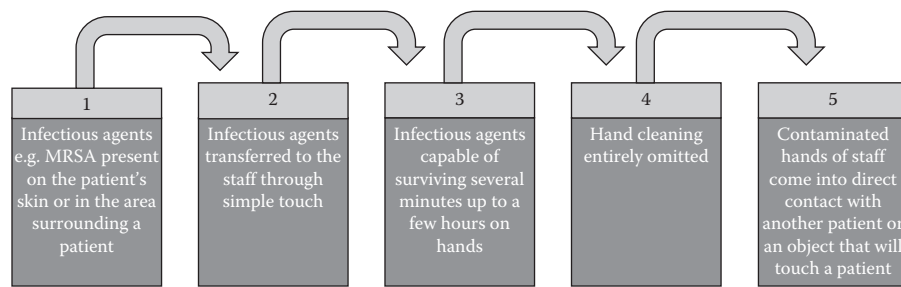 1
Infectious agents
e.g. MRSA present
on the patient's
skin or in the area
surrounding a
patient
2
Infectious agents
transferred to the
staff through
simple touch
3
Infectious agents
capable of
surviving several
minutes up to a
few hours on
hands
4
Hand cleaning
entirely omitted
5
Contaminated
hands of staff
come into direct
contact with
another patient or
an object that will
touch a patient